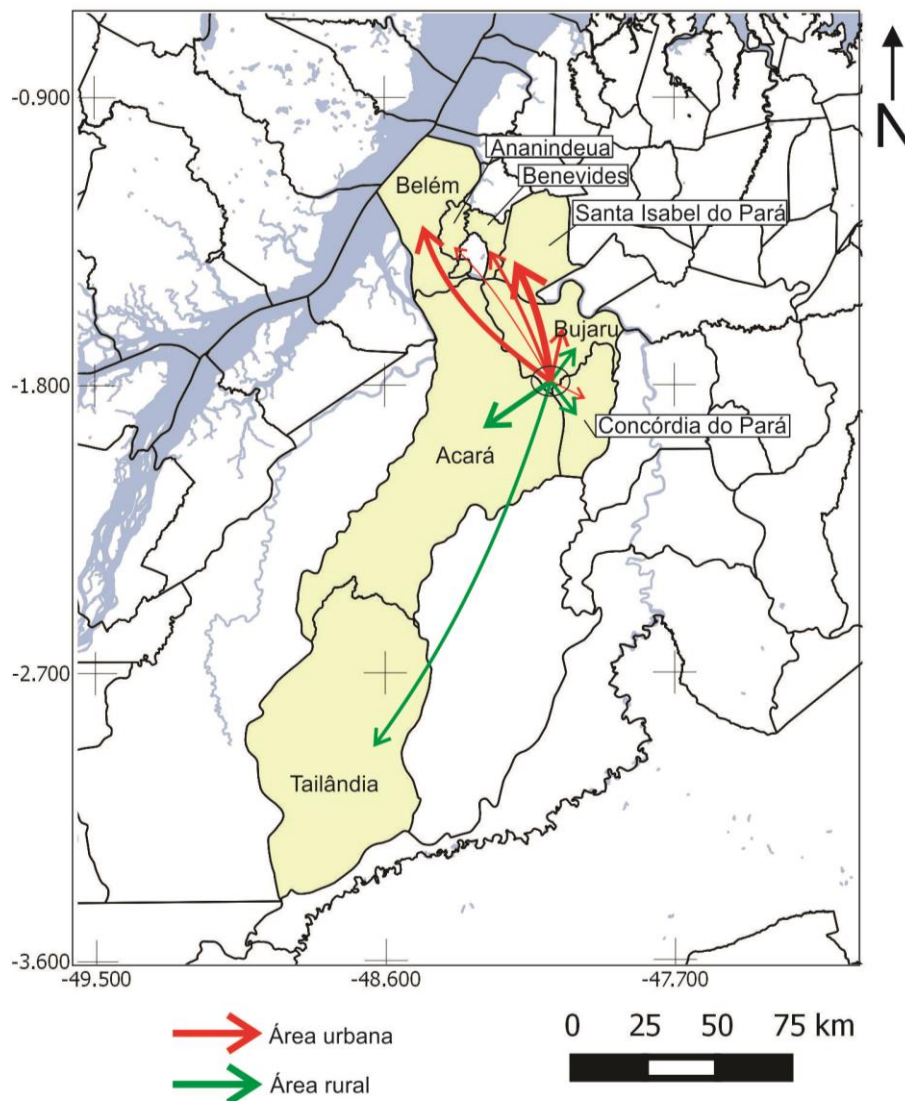 N
-0.900
-1.800
-2.700
-3.600
-49.500
-48.600
-47.700
Ananindeua
Benevides
Belém
Santa Isabel do Pará
Bujaru
Concórdia do Pará
Acará
Tailândia
Área urbana
Área rural
0 25 50 75 km